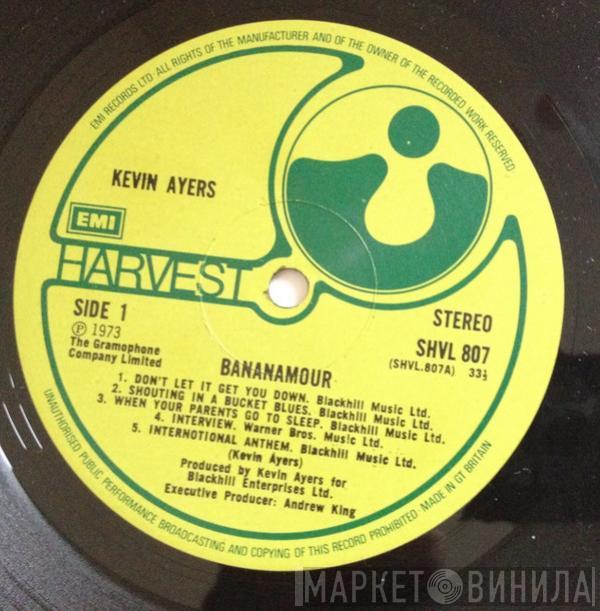 EMI RECORDS LTD· ALL RIGHTS OF THE MANUFACTURER AND OF THE OWNER OF THE RECORDED WORK RESERVED·
KEVIN AYERS
EMI
HARVEST
SIDE 1
STEREO
Ⓟ 1973
SHVL 807
The Gramophone
Company Limited
(SHVL.807A) 33⅓
BANANAMOUR
1. DON'T LET IT GET YOU DOWN. Blackhill Music Ltd.
2. SHOUTING IN A BUCKET BLUES. Blackhill Music Ltd.
3. WHEN YOUR PARENTS GO TO SLEEP. Blackhill Music Ltd.
4. INTERVIEW. Warner Bros. Music Ltd.
5. INTERNOTIONAL ANTHEM. Blackhill Music Ltd.
(Kevin Ayers)
Produced by Kevin Ayers for
Blackhill Enterprises Ltd.
Executive Producer: Andrew King
UNAUTHORISED PUBLIC PERFORMANCE BROADCASTING AND COPYING OF THIS RECORD PROHIBITED · MADE IN GT BRITAIN
МАРКЕТ ВИНИЛА